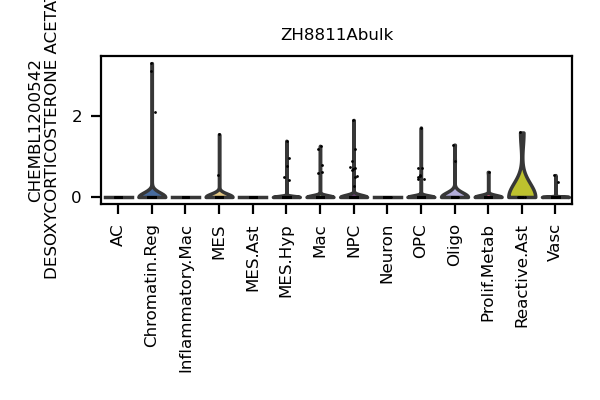 ZH8811Abulk
CHEMBL1200542
DESOXYCORTICOSTERONE ACETAT
2
0
AC
Chromatin.Reg
Inflammatory.Mac
MES
MES.Ast
MES.Hyp
Mac
NPC
Neuron
OPC
Oligo
Prolif.Metab
Reactive.Ast
Vasc